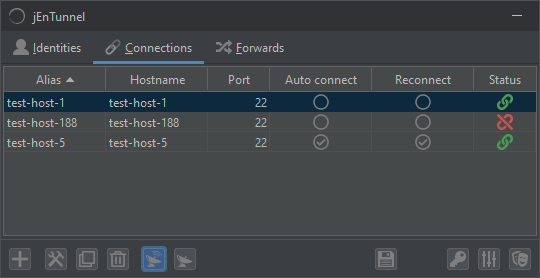 jEnTunnel
Identities Connections Forwards
Alias Hostname Port Auto connect Reconnect Status
test-host-1 test-host-1 22
test-host-188 test-host-188 22
test-host-5 test-host-5 22